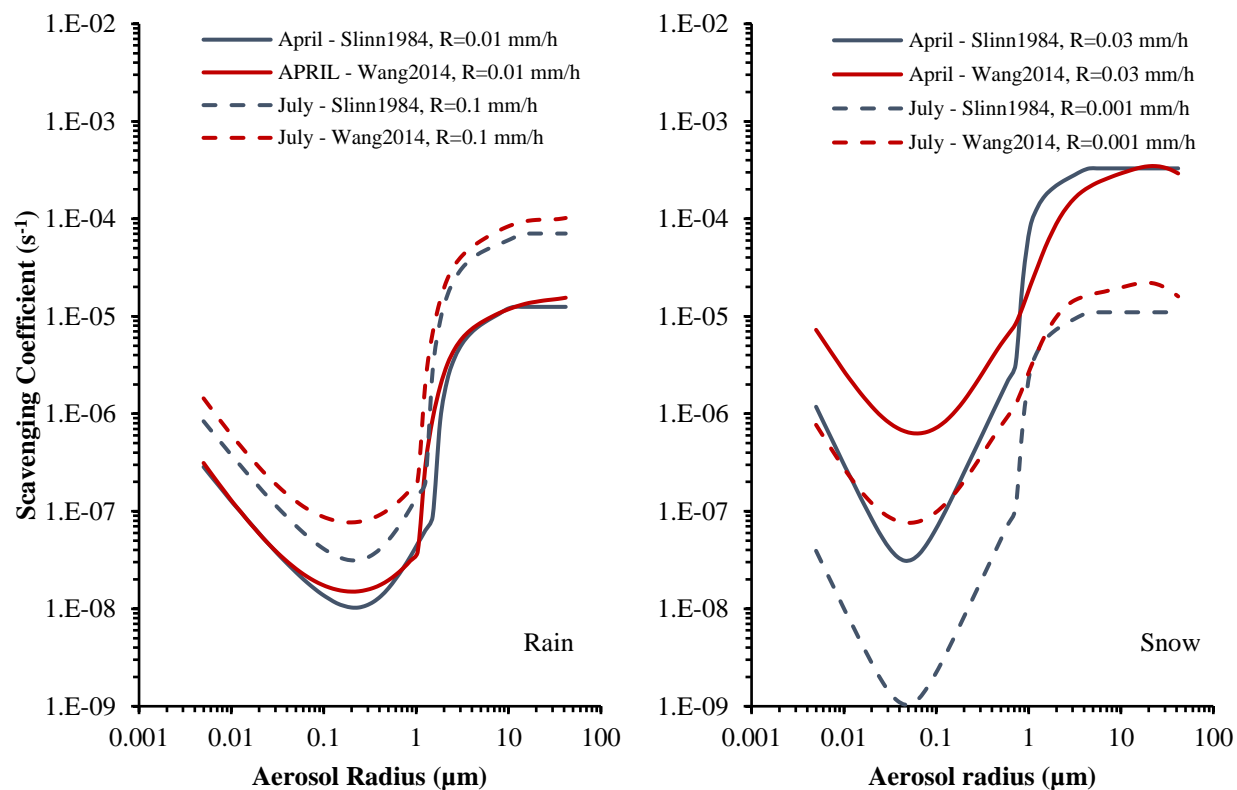 Scavenging Coefficient (s-1)
1.E-02
1.E-03
1.E-04
1.E-05
1.E-06
1.E-07
1.E-08
1.E-09
April - Slinn1984, R=0.01 mm/h
APRIL - Wang2014, R=0.01 mm/h
July - Slinn1984, R=0.1 mm/h
July - Wang2014, R=0.1 mm/h
Rain
0.001 0.01 0.1 1 10 100
Aerosol Radius (µm)
1.E-02
1.E-03
1.E-04
1.E-05
1.E-06
1.E-07
1.E-08
1.E-09
April - Slinn1984, R=0.03 mm/h
April - Wang2014, R=0.03 mm/h
July - Slinn1984, R=0.001 mm/h
July - Wang2014, R=0.001 mm/h
Snow
0.001 0.01 0.1 1 10 100
Aerosol radius (µm)